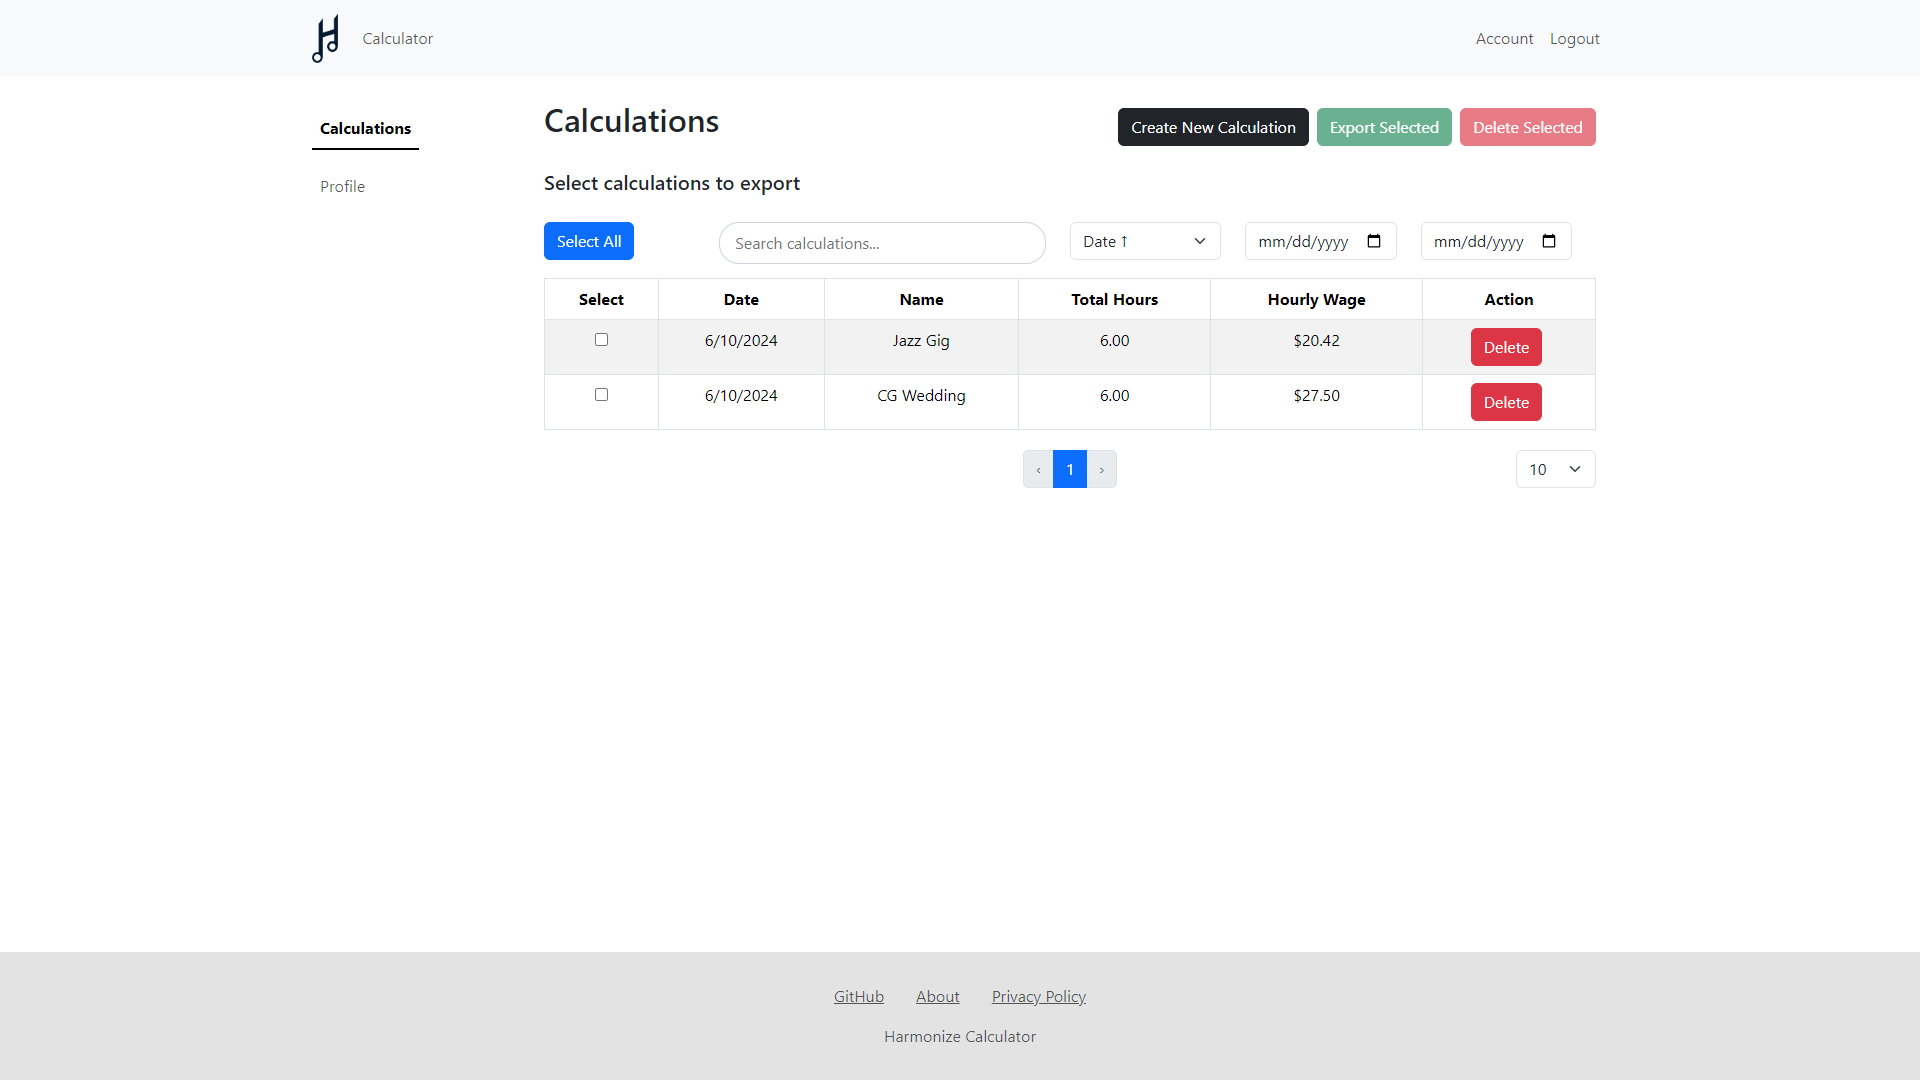 Calculator
Account Logout
Calculations
Profile
Calculations
Create New Calculation Export Selected Delete Selected
Select calculations to export
Select All Search calculations... Date ↑ mm/dd/yyyy mm/dd/yyyy
Select Date Name Total Hours Hourly Wage Action
6/10/2024 Jazz Gig 6.00 $20.42 Delete
6/10/2024 CG Wedding 6.00 $27.50 Delete
‹ 1 › 10
GitHub About Privacy Policy
Harmonize Calculator